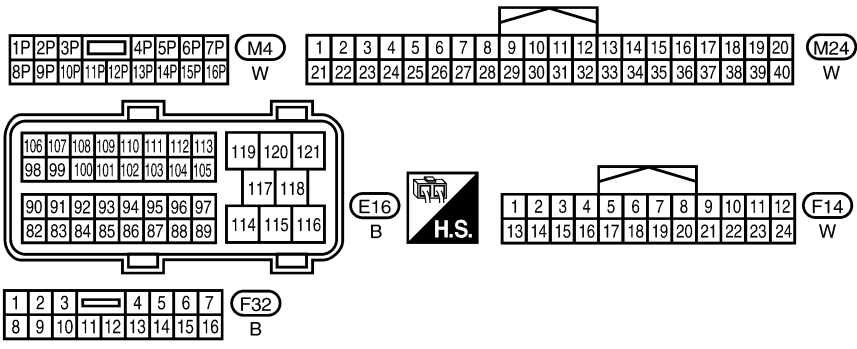 1P 2P 3P 4P 5P 6P 7P
8P 9P 10P 11P 12P 13P 14P 15P 16P
M4
W
1 2 3 4 5 6 7 8 9 10 11 12 13 14 15 16 17 18 19 20
21 22 23 24 25 26 27 28 29 30 31 32 33 34 35 36 37 38 39 40
M24
W
106 107 108 109 110 111 112 113
98 99 100 101 102 103 104 105
90 91 92 93 94 95 96 97
82 83 84 85 86 87 88 89
119 120 121
117 118
114 115 116
E16
B
H.S.
1 2 3 4 5 6 7 8 9 10 11 12
13 14 15 16 17 18 19 20 21 22 23 24
F14
W
1 2 3 4 5 6 7
8 9 10 11 12 13 14 15 16
F32
B